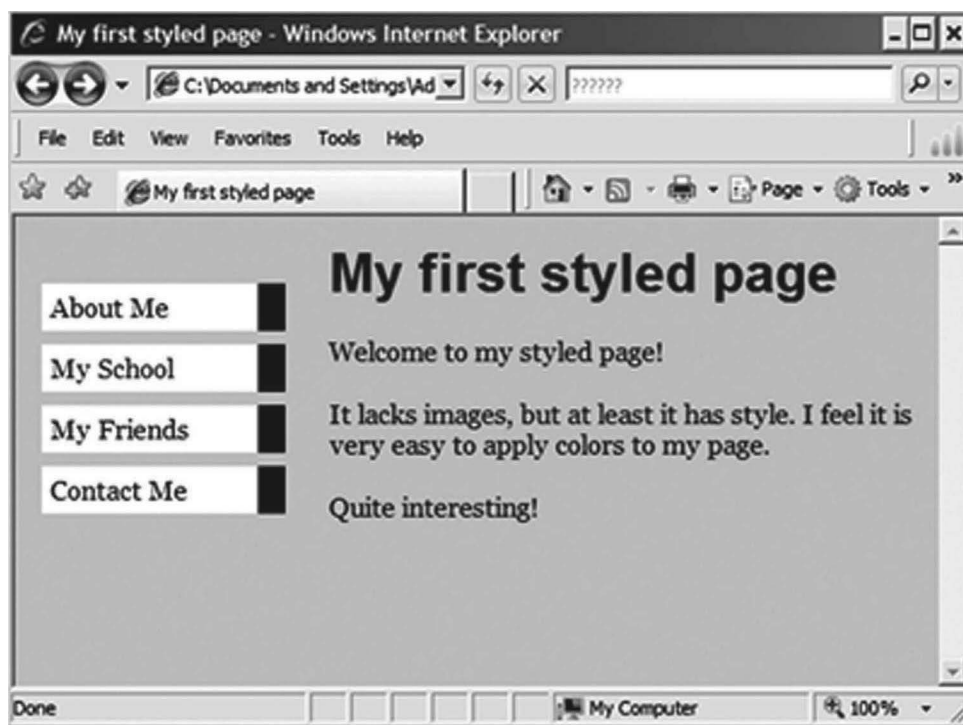 My first styled page - Windows Internet Explorer
C:\Documents and Settings\Ad
??????
File Edit View Favorites Tools Help
My first styled page
Page Tools
My first styled page
About Me
My School
My Friends
Contact Me
Welcome to my styled page!
It lacks images, but at least it has style. I feel it is
very easy to apply colors to my page.
Quite interesting!
Done
My Computer
100%